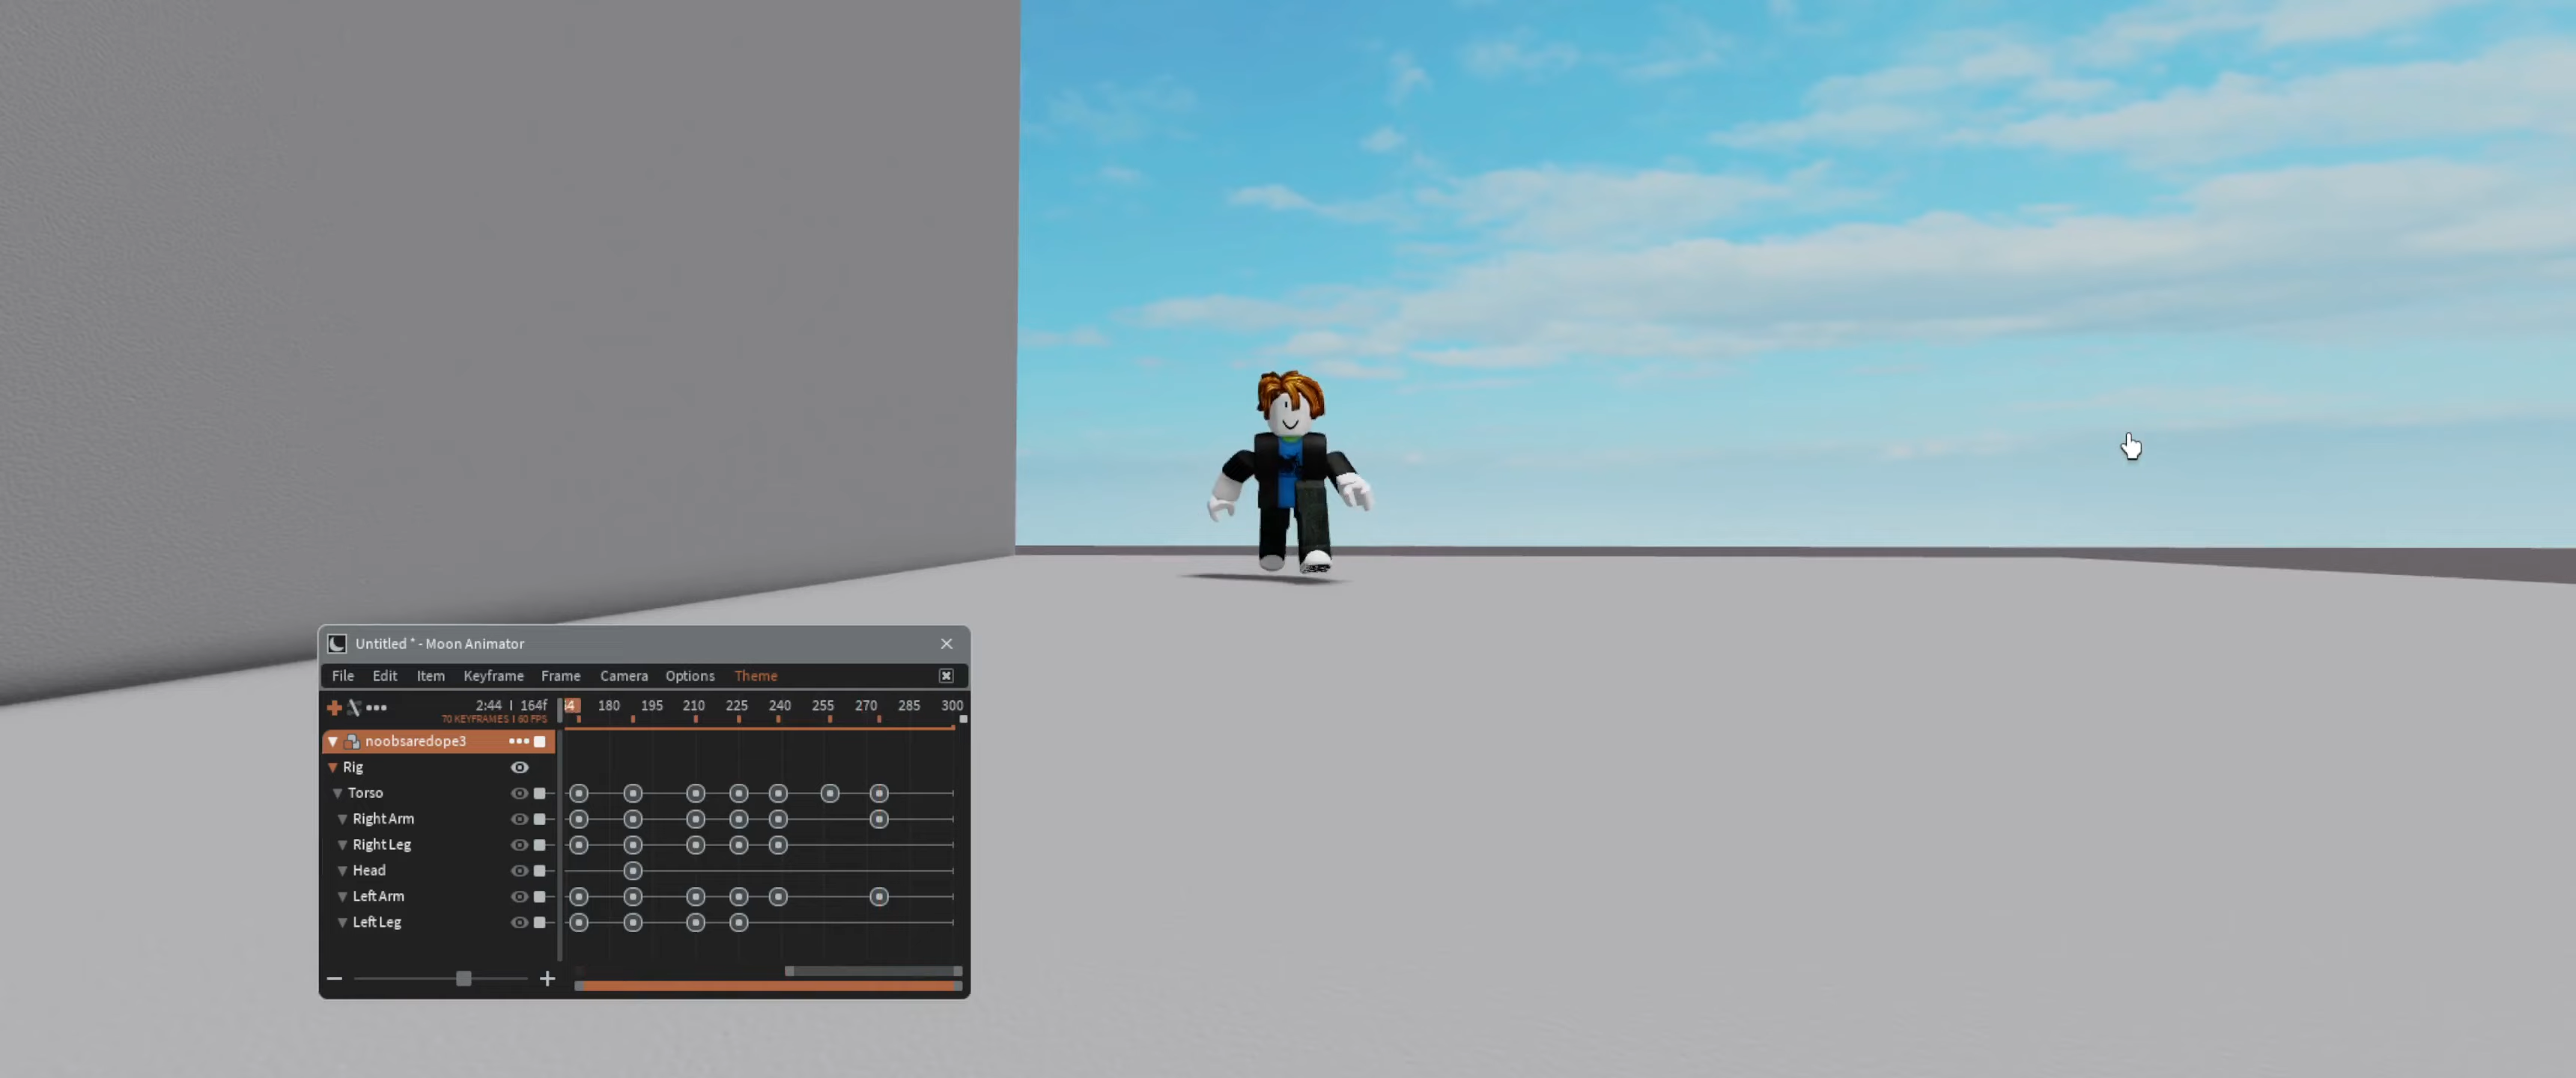 Untitled * - Moon Animator
File Edit Item Keyframe Frame Camera Options Theme
2:44 | 164f 180 195 210 225 240 255 270 285 300
70 KEYFRAMES | 60 FPS
noobsaredope3
Rig
Torso
Right Arm
Right Leg
Head
Left Arm
Left Leg